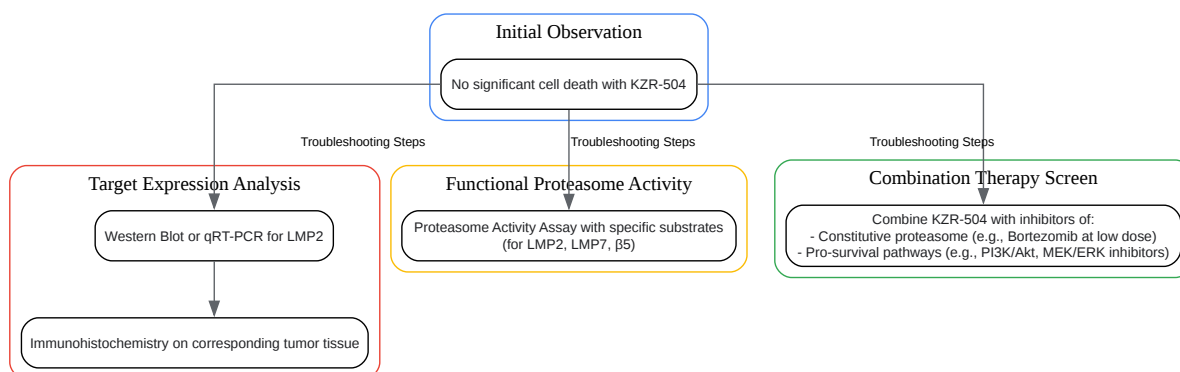 Initial Observation
No significant cell death with KZR-504
Troubleshooting Steps
Troubleshooting Steps
Troubleshooting Steps
Target Expression Analysis
Western Blot or qRT-PCR for LMP2
Immunohistochemistry on corresponding tumor tissue
Functional Proteasome Activity
Proteasome Activity Assay with specific substrates
(for LMP2, LMP7, β5)
Combination Therapy Screen
Combine KZR-504 with inhibitors of:
- Constitutive proteasome (e.g., Bortezomib at low dose)
- Pro-survival pathways (e.g., PI3K/Akt, MEK/ERK inhibitors)